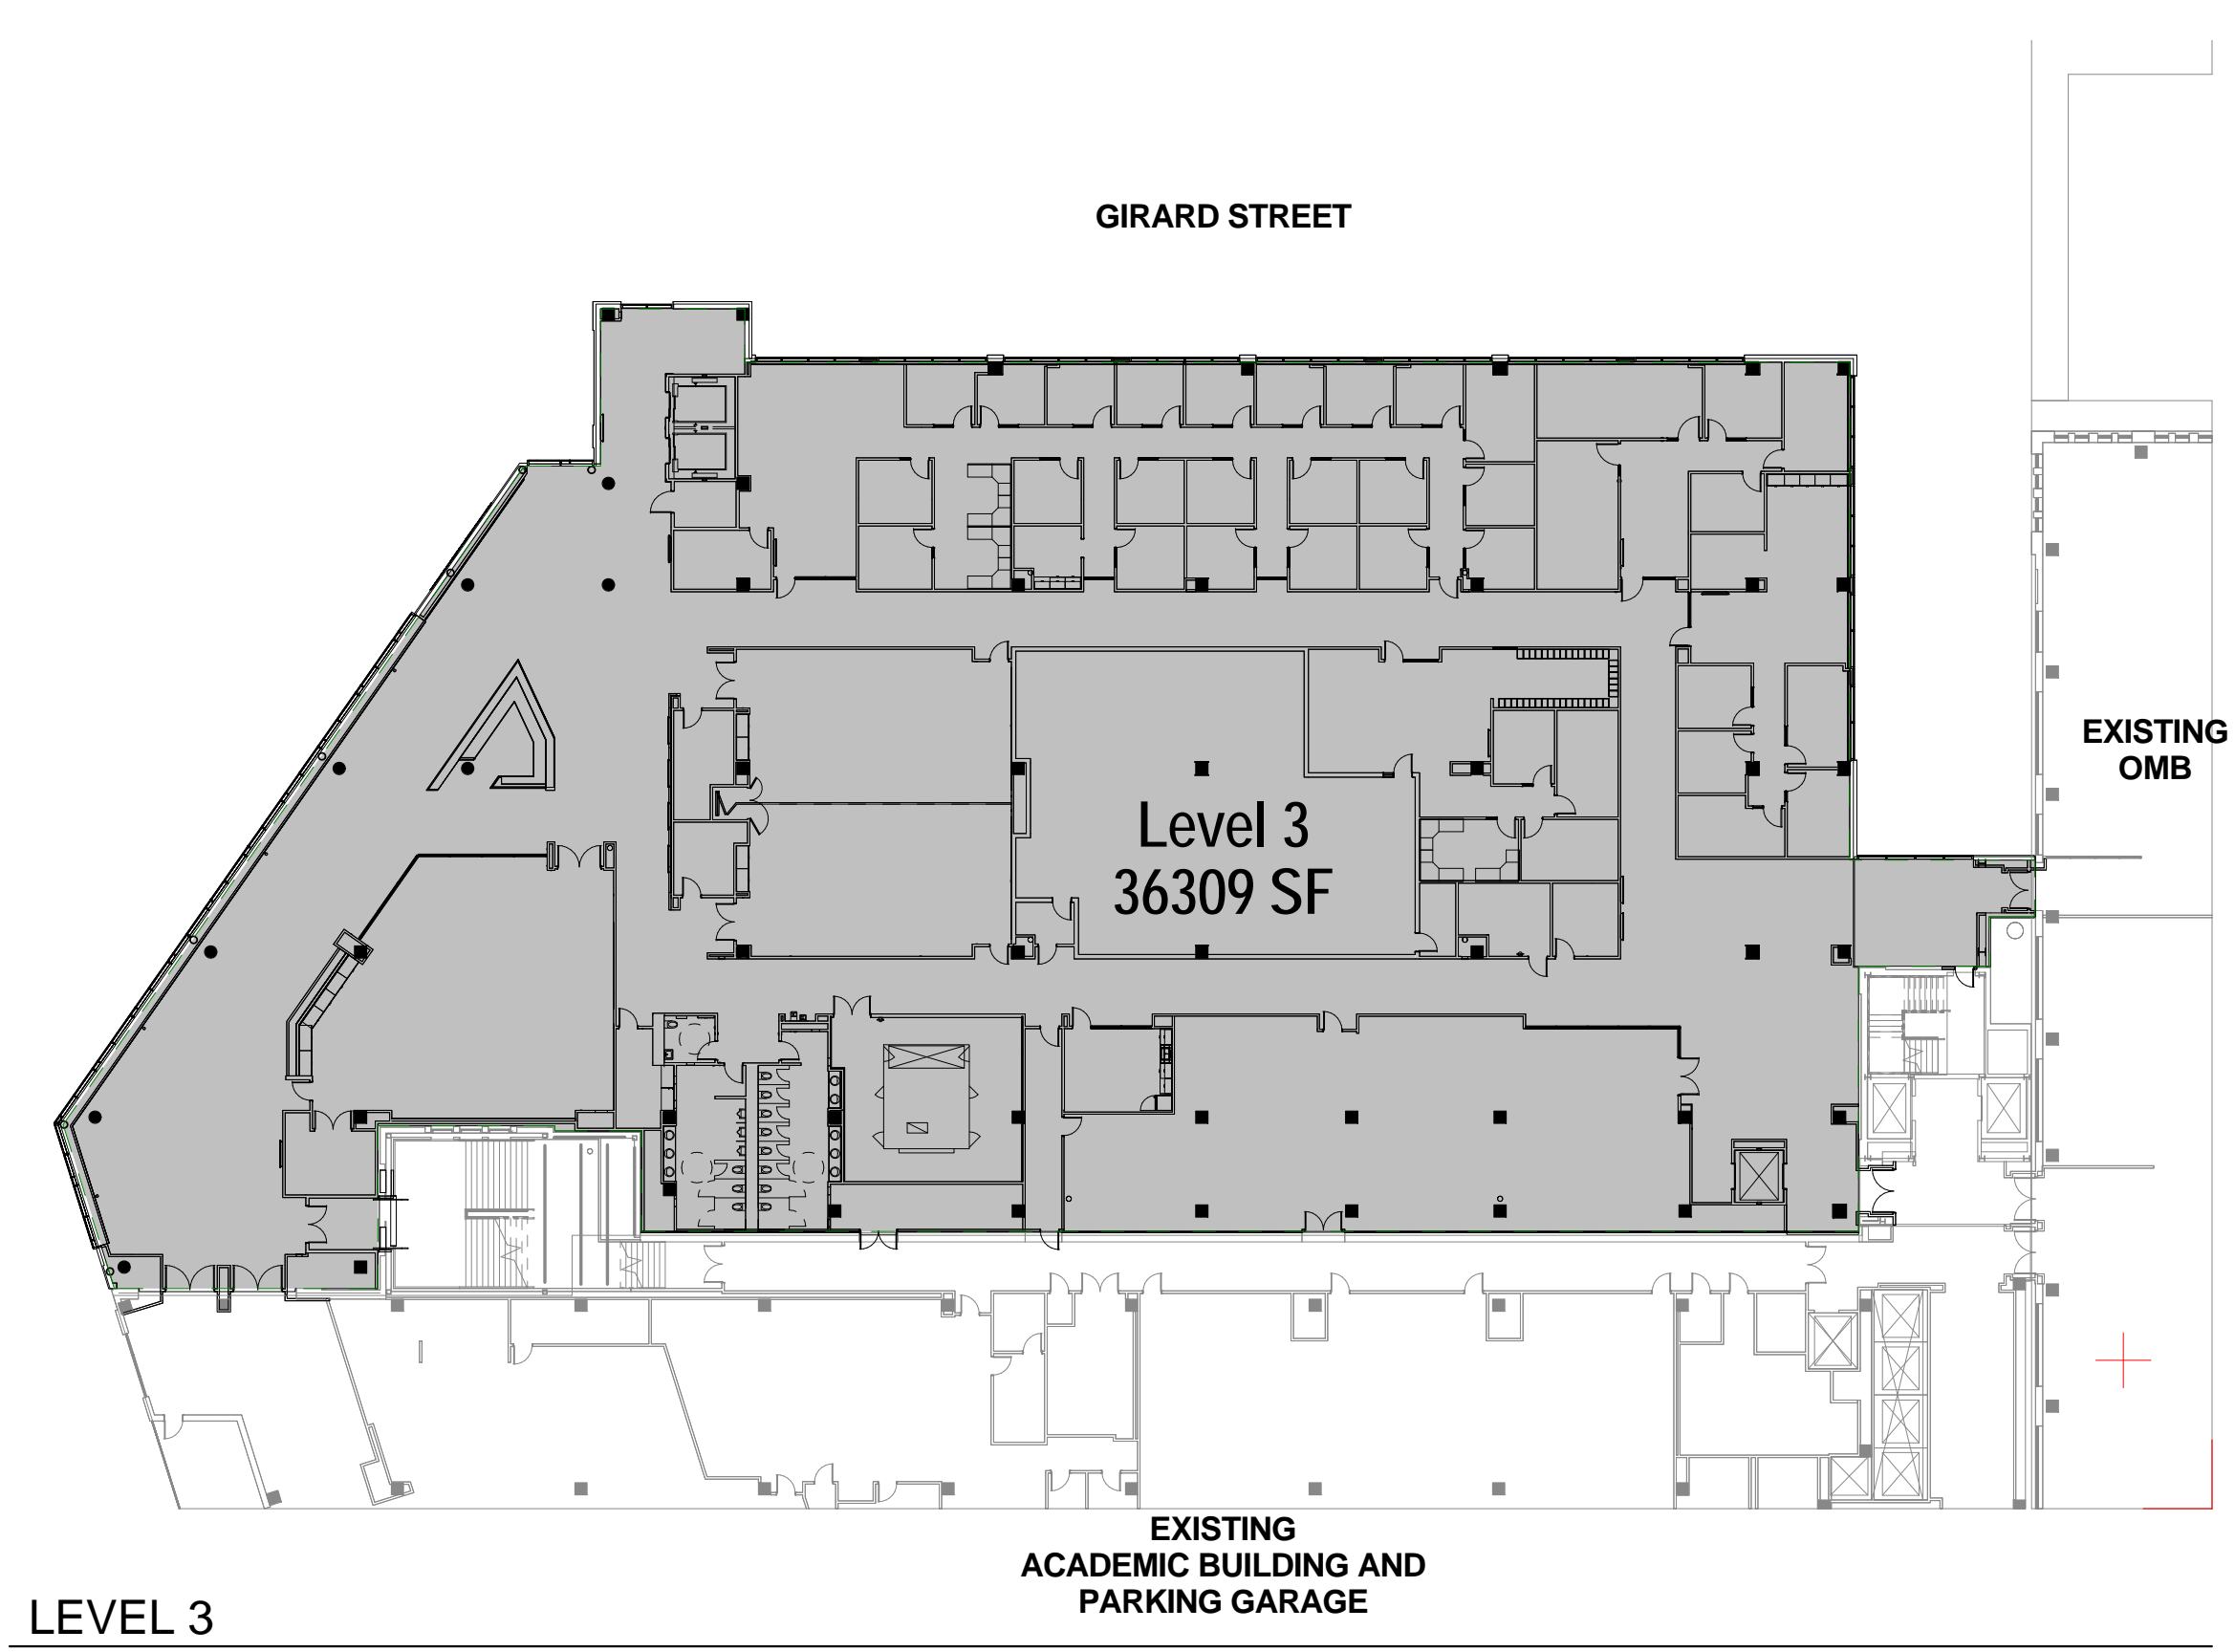 GIRARD STREET
EXISTING
OMB
Level 3
36309 SF
EXISTING
ACADEMIC BUILDING AND
PARKING GARAGE
LEVEL 3